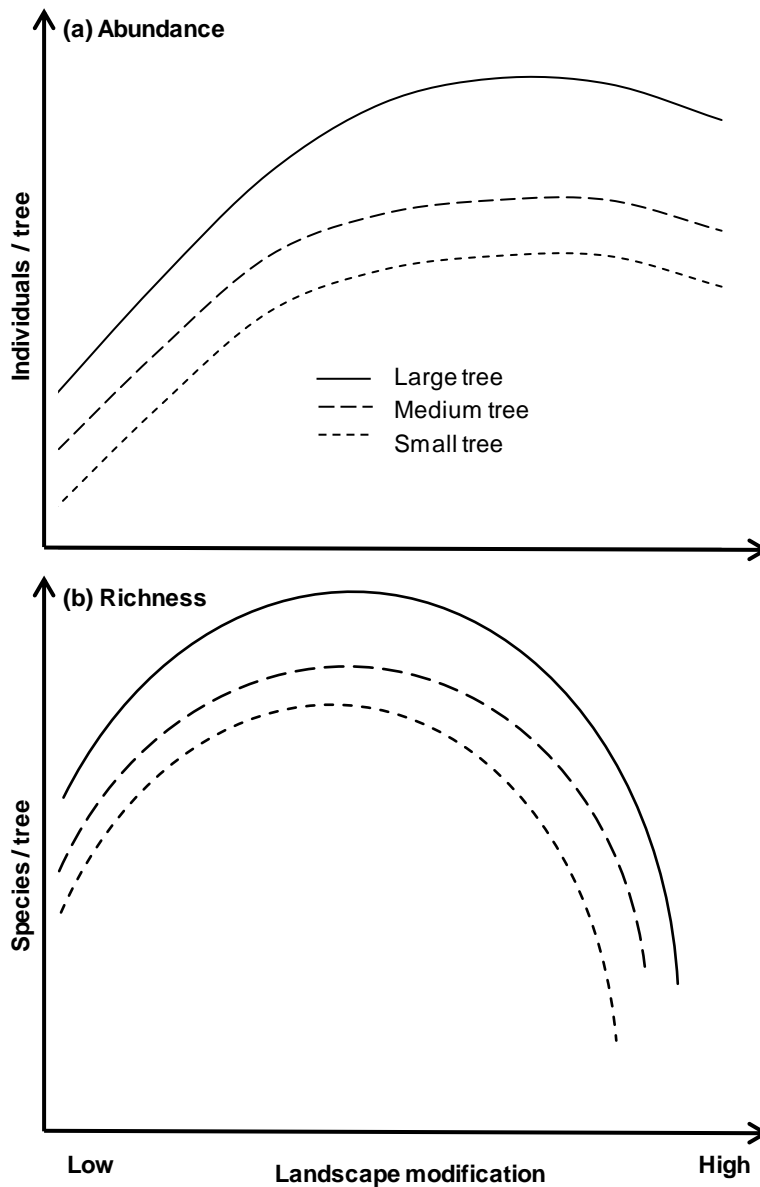 (a) Abundance
Individuals / tree
Large tree
Medium tree
Small tree
(b) Richness
Species / tree
Low
Landscape modification
High